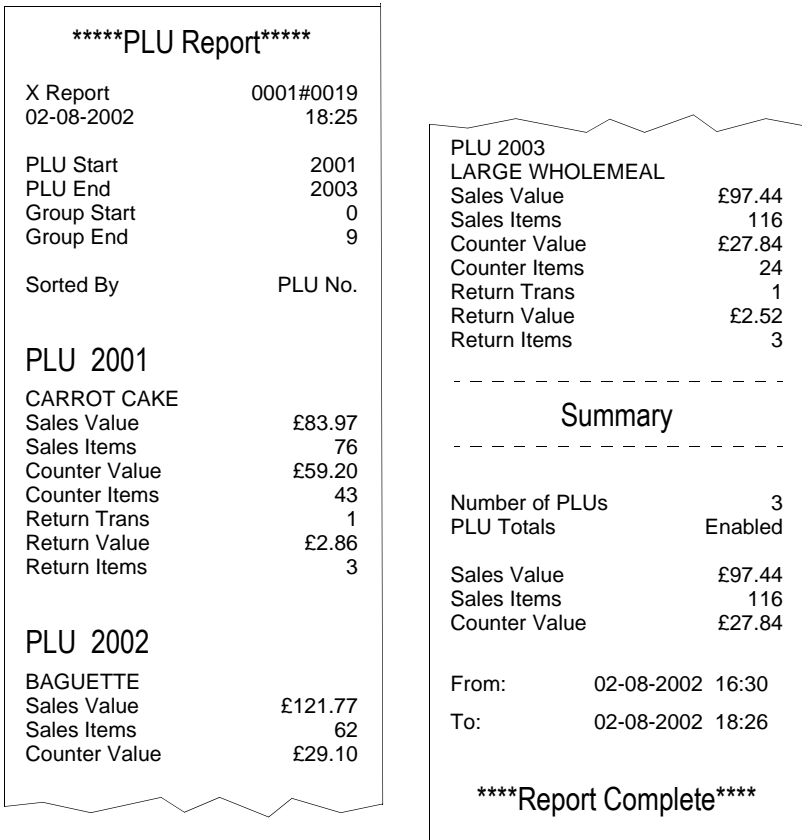 *****PLU Report*****
X Report 0001#0019
02-08-2002 18:25
PLU Start 2001
PLU End 2003
Group Start 0
Group End 9
Sorted By PLU No.
PLU 2001
CARROT CAKE
Sales Value £83.97
Sales Items 76
Counter Value £59.20
Counter Items 43
Return Trans 1
Return Value £2.86
Return Items 3
PLU 2002
BAGUETTE
Sales Value £121.77
Sales Items 62
Counter Value £29.10
PLU 2003
LARGE WHOLEMEAL
Sales Value £97.44
Sales Items 116
Counter Value £27.84
Counter Items 24
Return Trans 1
Return Value £2.52
Return Items 3
Summary
Number of PLUs 3
PLU Totals Enabled
Sales Value £97.44
Sales Items 116
Counter Value £27.84
From: 02-08-2002 16:30
To: 02-08-2002 18:26
****Report Complete****